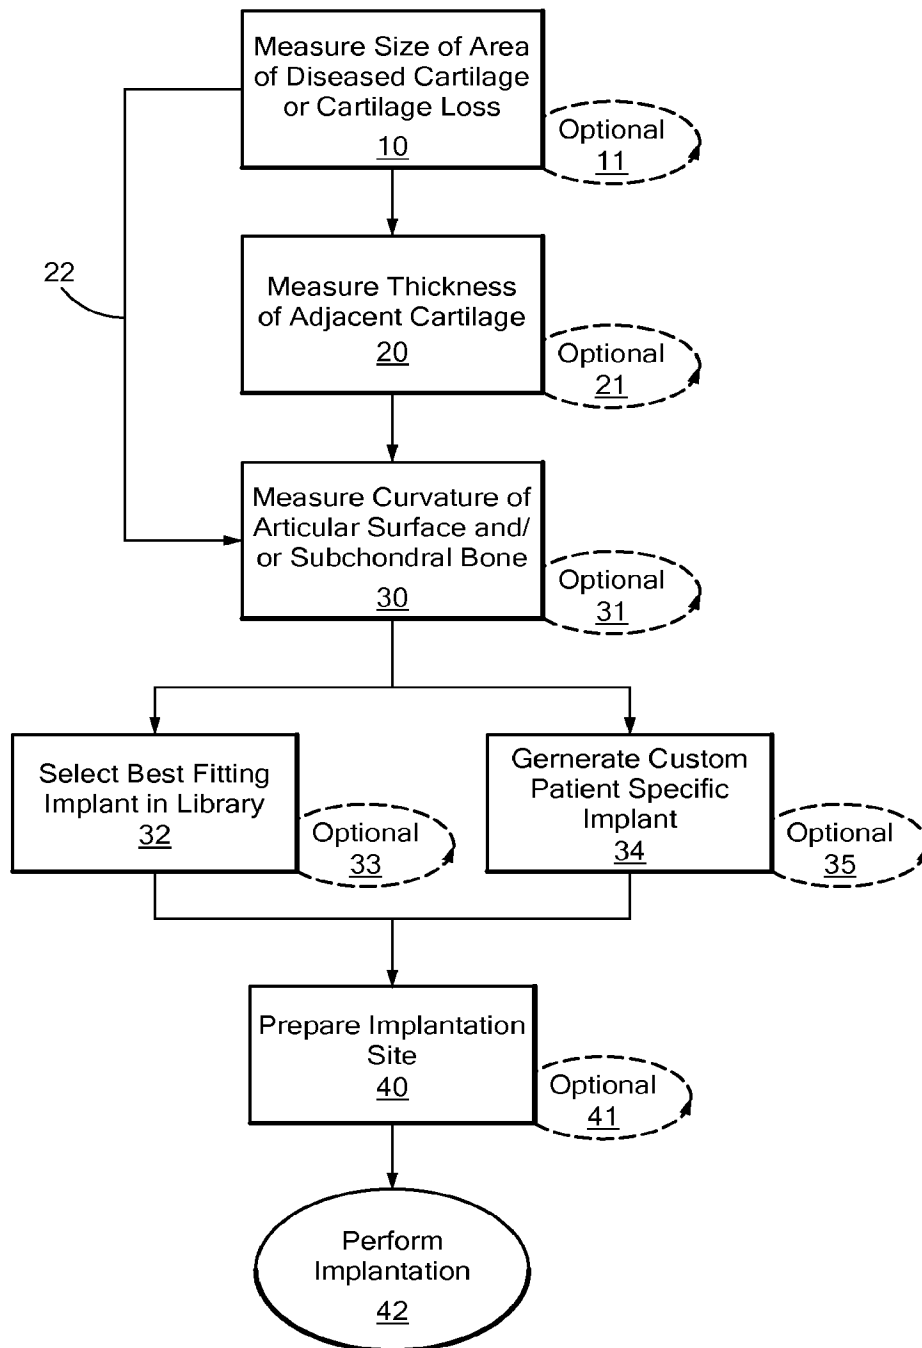 Measure Size of Area
of Diseased Cartilage
or Cartilage Loss
10
Optional
11
22
Measure Thickness
of Adjacent Cartilage
20
Optional
21
Measure Curvature of
Articular Surface and/
or Subchondral Bone
30
Optional
31
Select Best Fitting
Implant in Library
32
Optional
33
Gernerate Custom
Patient Specific
Implant
34
Optional
35
Prepare Implantation
Site
40
Optional
41
Perform
Implantation
42